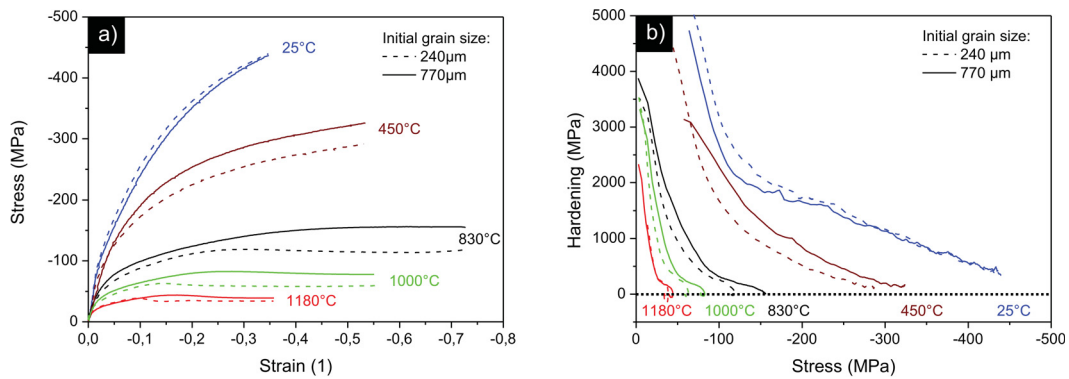 a)
-500
-400
-300
-200
-100
0
Stress (MPa)
0,0
-0,1
-0,2
-0,3
-0,4
-0,5
-0,6
-0,7
-0,8
Strain (1)
Initial grain size:
240µm
770µm
25°C
450°C
830°C
1000°C
1180°C
b)
5000
4000
3000
2000
1000
0
Hardening (MPa)
0
-100
-200
-300
-400
-500
Stress (MPa)
Initial grain size:
240µm
770 µm
1180°C 1000°C 830°C 450°C 25°C